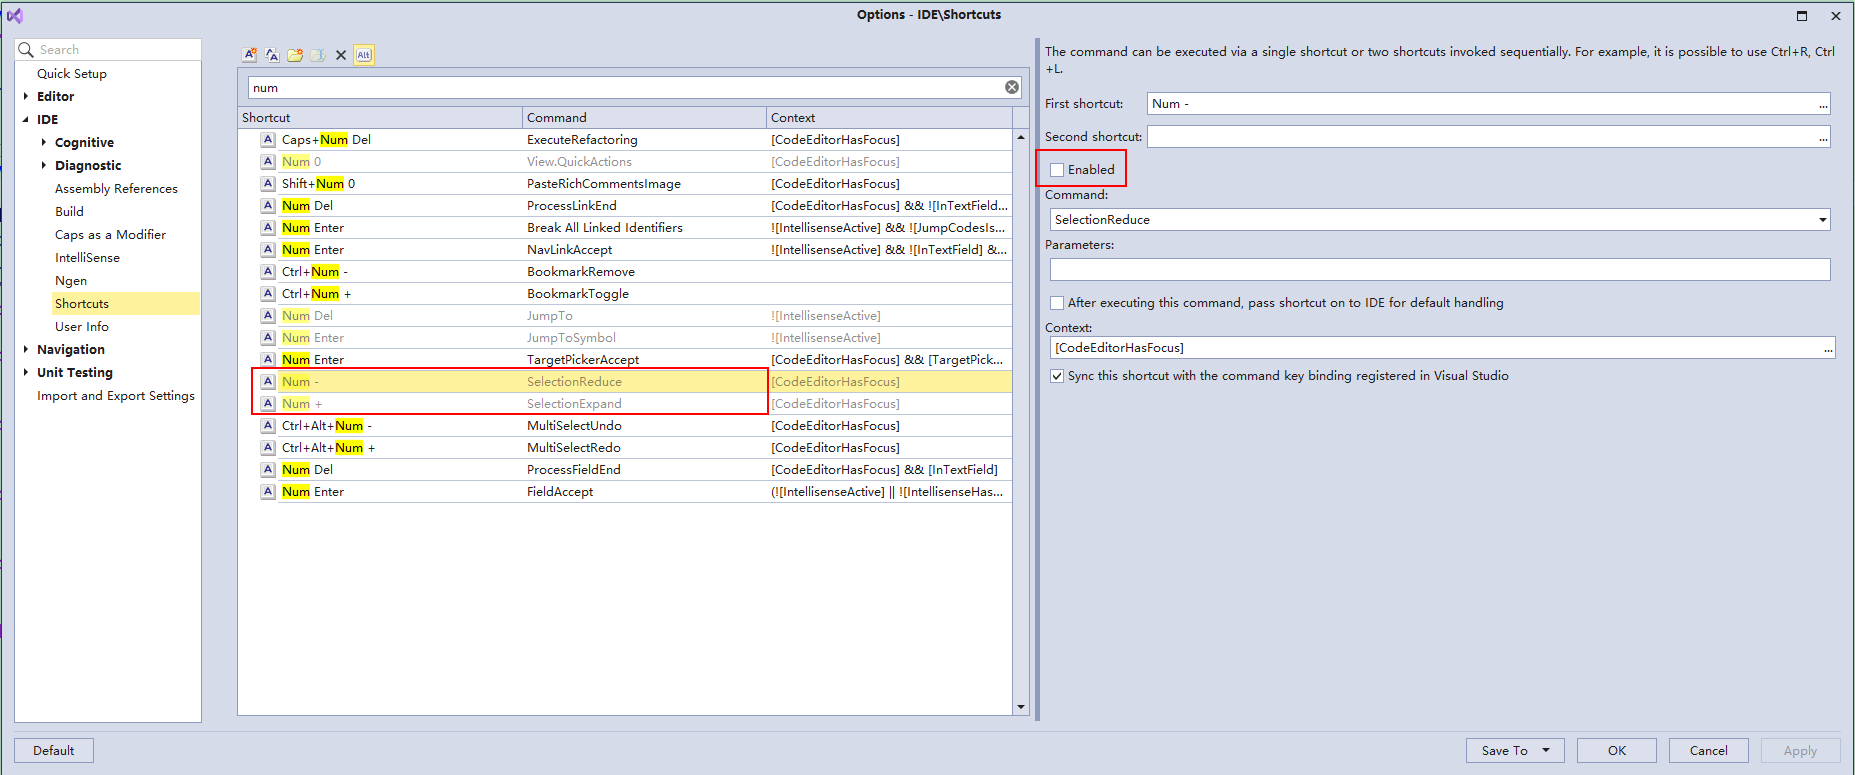 Options - IDE\Shortcuts
Search
Quick Setup
Editor
IDE
Cognitive
Diagnostic
Assembly References
Build
Caps as a Modifier
IntelliSense
Ngen
Shortcuts
User Info
Navigation
Unit Testing
Import and Export Settings
Alt
num
Shortcut Command Context
A Caps+Num Del ExecuteRefactoring [CodeEditorHasFocus]
A Num 0 View.QuickActions [CodeEditorHasFocus]
A Shift+Num 0 PasteRichCommentsImage [CodeEditorHasFocus]
A Num Del ProcessLinkEnd [CodeEditorHasFocus] && ![InTextField...
A Num Enter Break All Linked Identifiers ![IntellisenseActive] && ![JumpCodesIs...
A Num Enter NavLinkAccept ![IntellisenseActive] && ![InTextField] &...
A Ctrl+Num - BookmarkRemove
A Ctrl+Num + BookmarkToggle
A Num Del JumpTo ![IntellisenseActive]
A Num Enter JumpToSymbol ![IntellisenseActive]
A Num Enter TargetPickerAccept [CodeEditorHasFocus] && [TargetPick...
A Num - SelectionReduce [CodeEditorHasFocus]
A Num + SelectionExpand [CodeEditorHasFocus]
A Ctrl+Alt+Num - MultiSelectUndo [CodeEditorHasFocus]
A Ctrl+Alt+Num + MultiSelectRedo [CodeEditorHasFocus]
A Num Del ProcessFieldEnd [CodeEditorHasFocus] && [InTextField]
A Num Enter FieldAccept (![IntellisenseActive] || ![IntellisenseHas...
The command can be executed via a single shortcut or two shortcuts invoked sequentially. For example, it is possible to use Ctrl+R, Ctrl
+L.
First shortcut: Num - ...
Second shortcut: ...
Enabled
Command:
SelectionReduce
Parameters:
After executing this command, pass shortcut on to IDE for default handling
Context:
[CodeEditorHasFocus] ...
Sync this shortcut with the command key binding registered in Visual Studio
Default Save To OK Cancel Apply